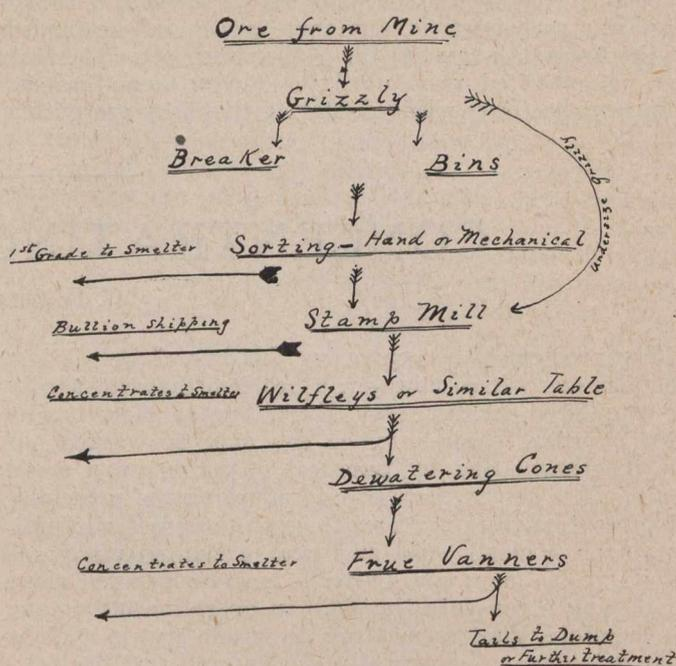 Ore from Mine
Grizzly
Breaker
Bins
Undersize grizzly
Sorting - Hand or Mechanical
1st Grade to Smelter
Stamp Mill
Bullion shipping
Concentrates to Smelter
Wilfleys or Similar Table
Dewatering Cones
Concentrates to Smelter
Frue Vanners
Tails to Dump
or Further treatment